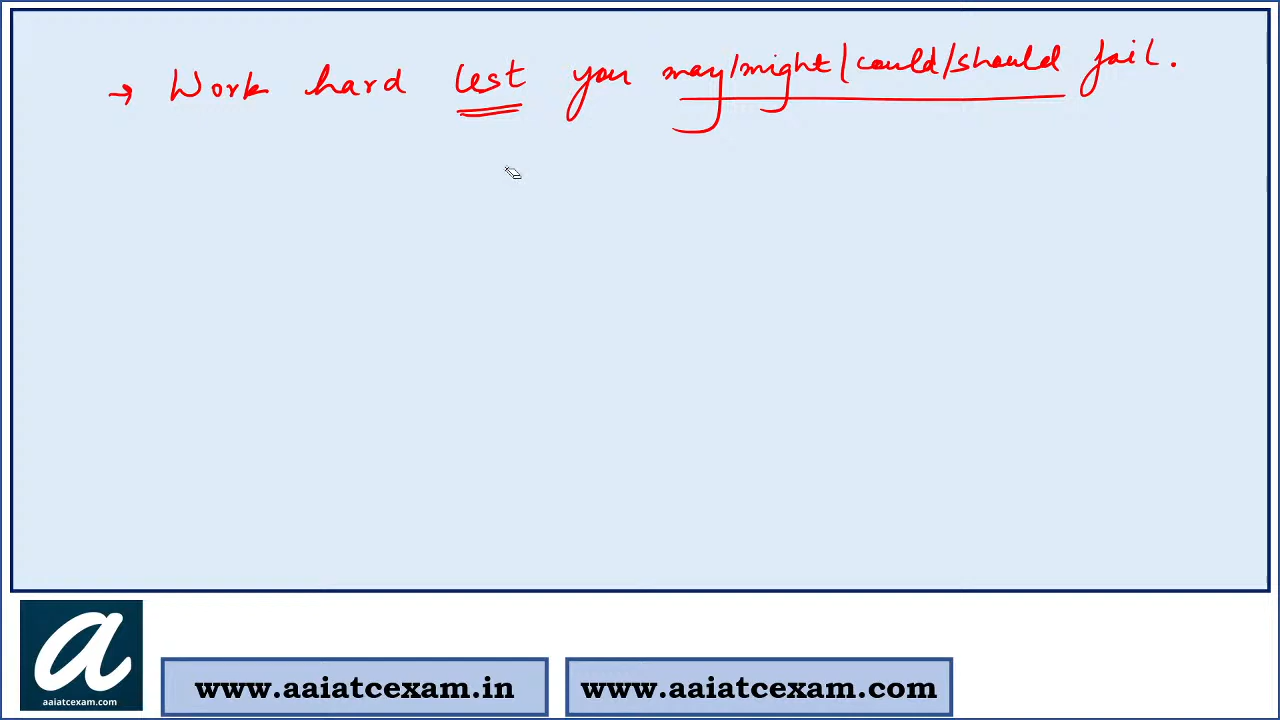 → Work hard lest you may/might/could/should fail.
a
aaiatcexam.com
www.aaiatcexam.in
www.aaiatcexam.com